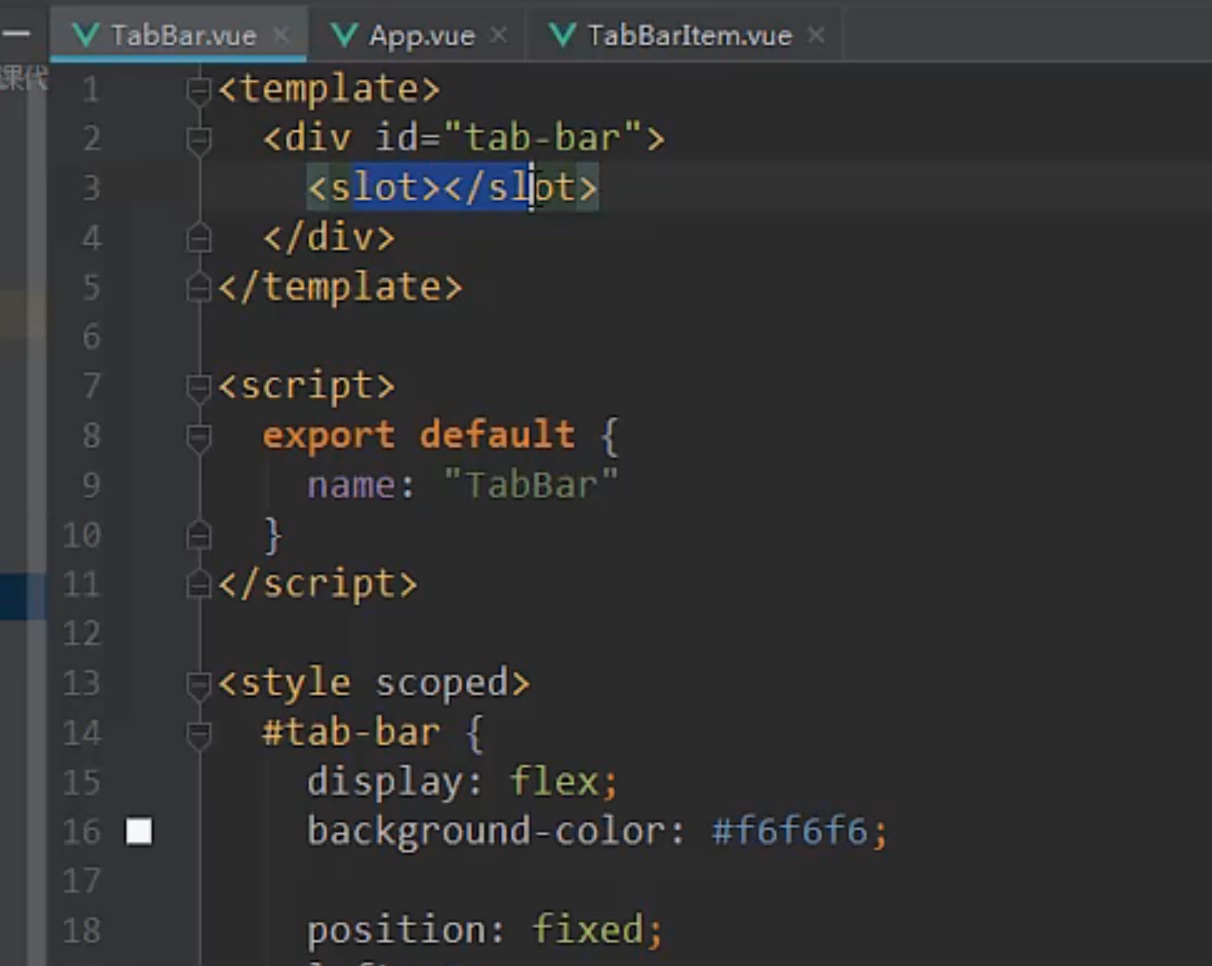 TabBar.vue App.vue TabBarItem.vue
课代
1 <template>
2 <div id="tab-bar">
3 <slot></slot>
4 </div>
5 </template>
6
7 <script>
8 export default {
9 name: "TabBar"
10 }
11 </script>
12
13 <style scoped>
14 #tab-bar {
15 display: flex;
16 background-color: #f6f6f6;
17
18 position: fixed;